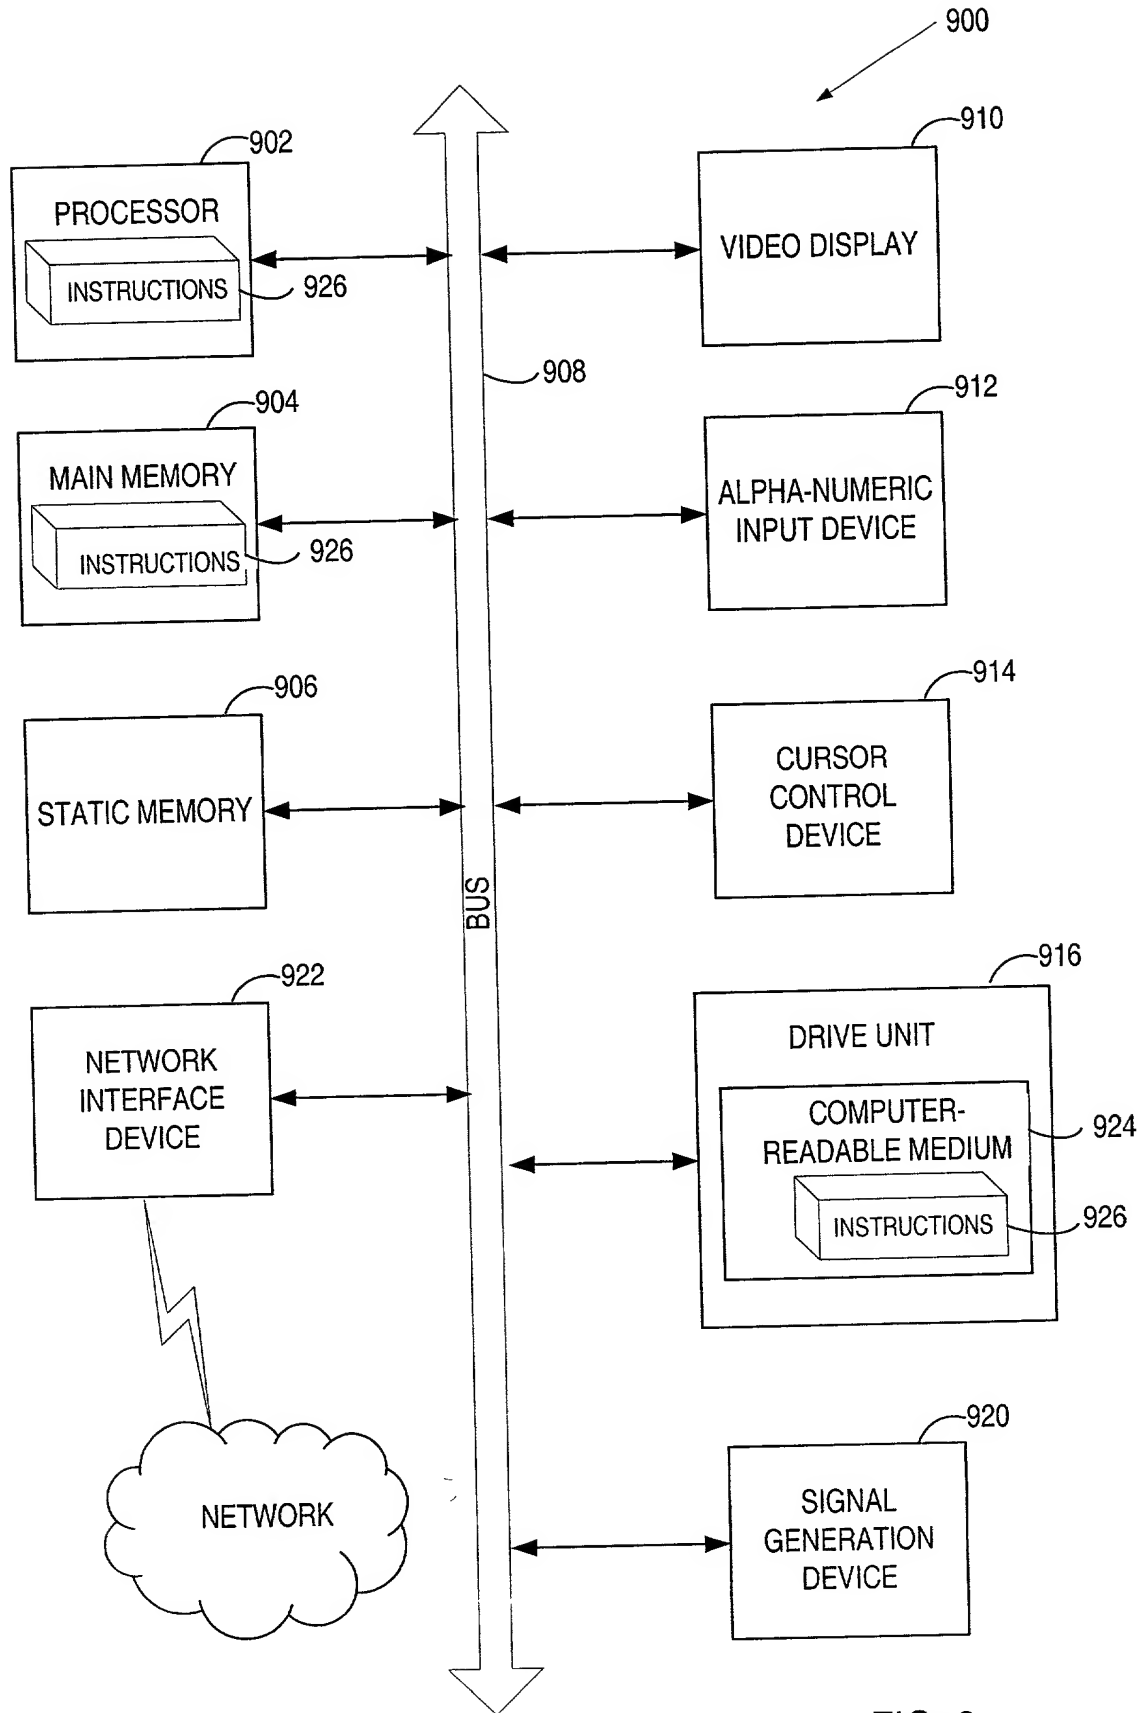 900
902
PROCESSOR
INSTRUCTIONS
926
910
VIDEO DISPLAY
908
904
MAIN MEMORY
INSTRUCTIONS
926
912
ALPHA-NUMERIC
INPUT DEVICE
906
STATIC MEMORY
914
CURSOR
CONTROL
DEVICE
BUS
922
NETWORK
INTERFACE
DEVICE
916
DRIVE UNIT
COMPUTER-
READABLE MEDIUM
924
INSTRUCTIONS
926
NETWORK
920
SIGNAL
GENERATION
DEVICE